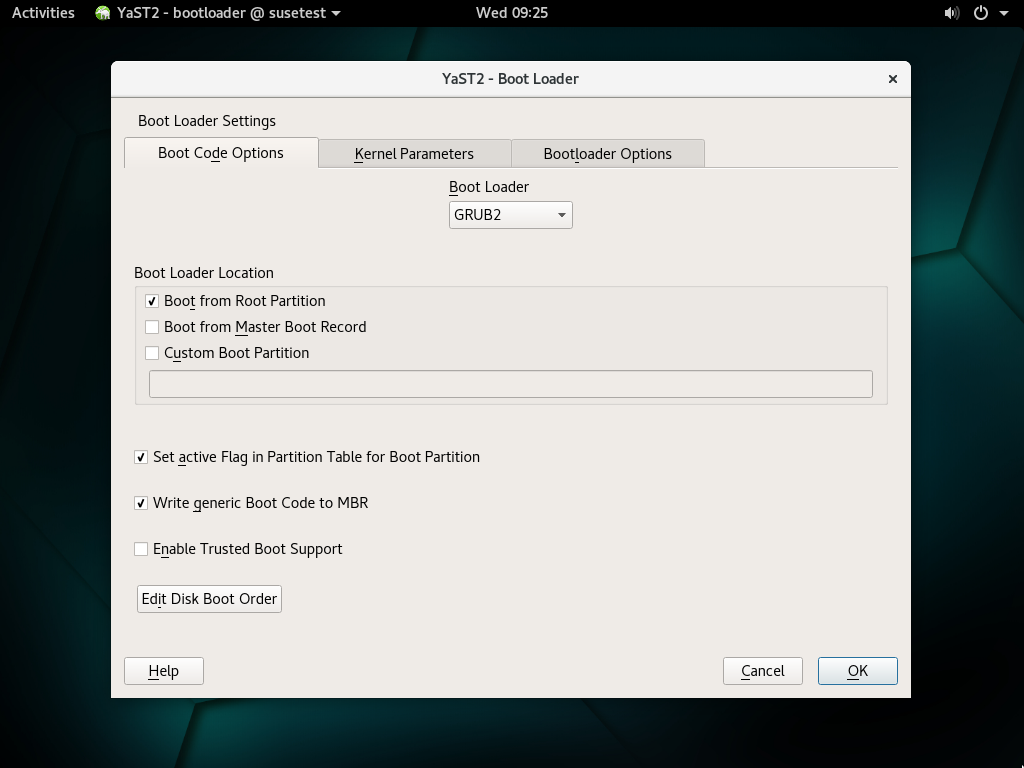 Activities YaST2 - bootloader @ susetest Wed 09:25
YaST2 - Boot Loader
Boot Loader Settings
Boot Code Options Kernel Parameters Bootloader Options
Boot Loader
GRUB2
Boot Loader Location
Boot from Root Partition
Boot from Master Boot Record
Custom Boot Partition
Set active Flag in Partition Table for Boot Partition
Write generic Boot Code to MBR
Enable Trusted Boot Support
Edit Disk Boot Order
Help Cancel OK